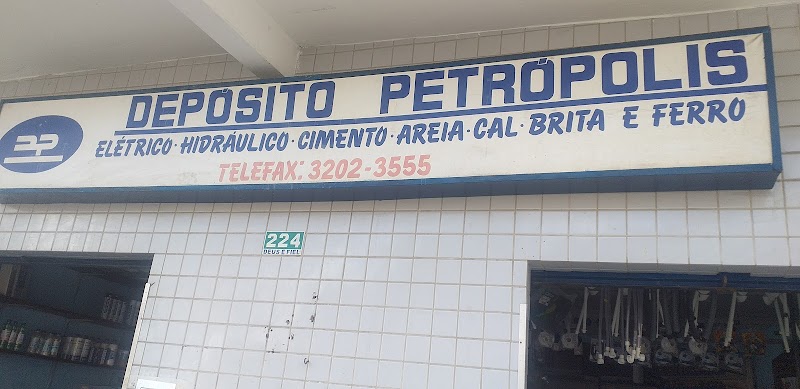 DEPÓSITO PETRÓPOLIS
ELÉTRICO·HIDRÁULICO·CIMENTO·AREIA·CAL·BRITA E FERRO
TELEFAX: 3202-3555
224
DEUS E FIEL